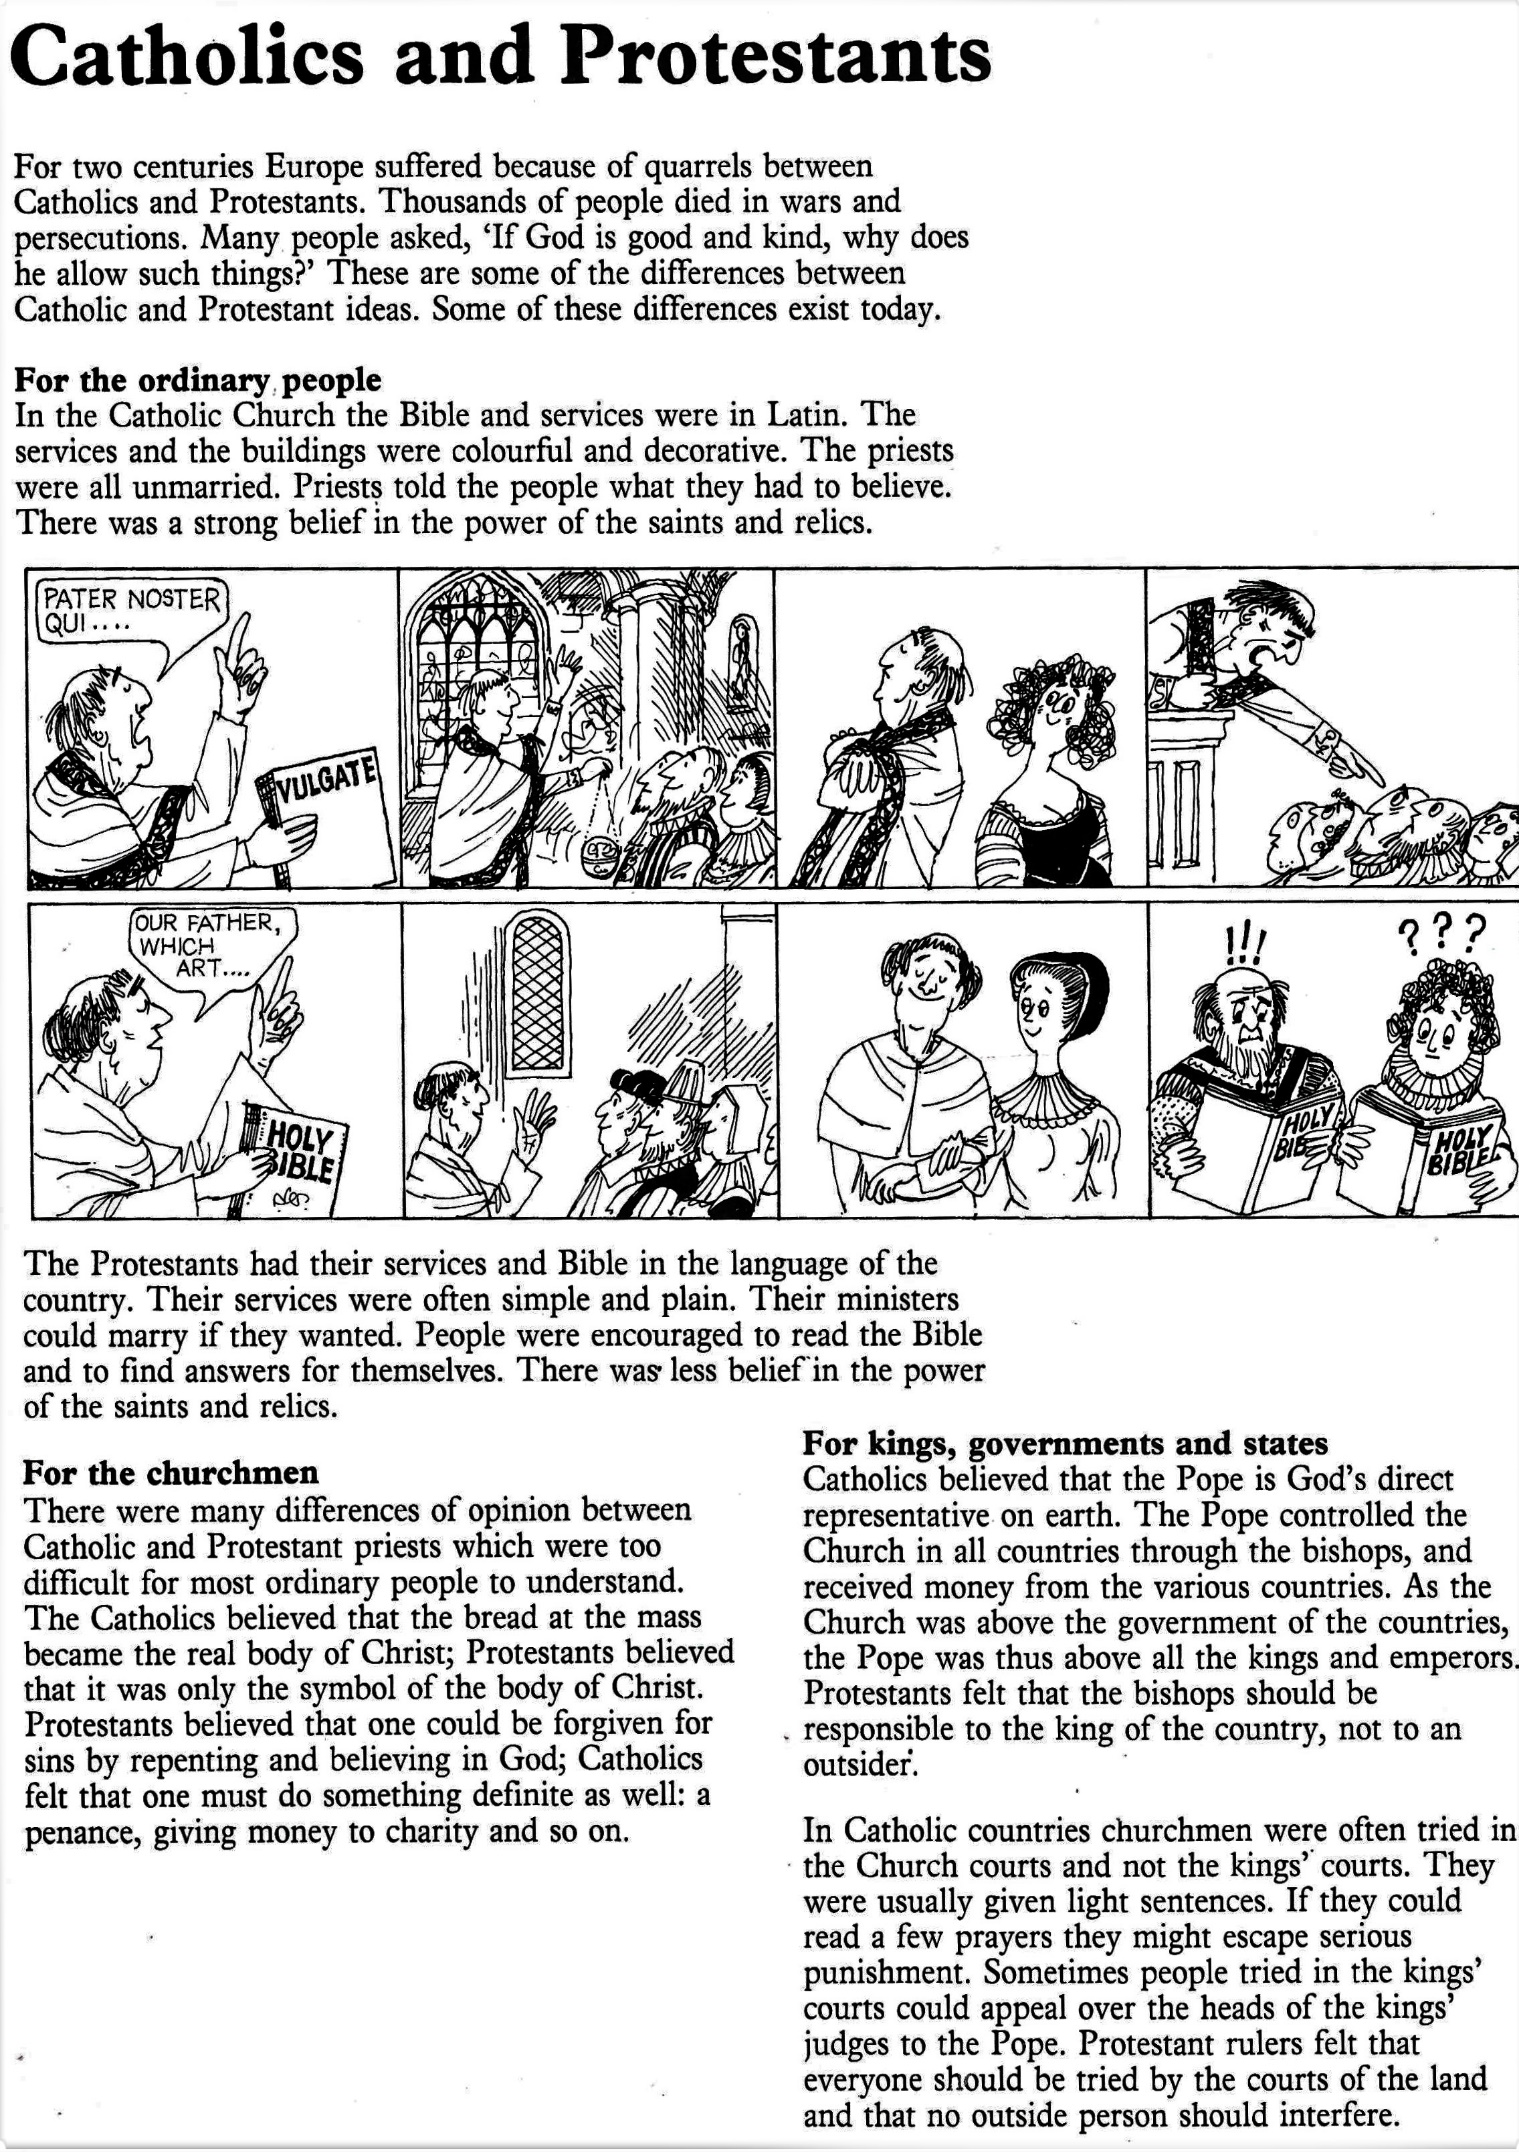 Catholics and Protestants
For two centuries Europe suffered because of quarrels between
Catholics and Protestants. Thousands of people died in wars and
persecutions. Many people asked, ‘If God is good and kind, why does
he allow such things?’ These are some of the differences between
Catholic and Protestant ideas. Some of these differences exist today.
For the ordinary people
In the Catholic Church the Bible and services were in Latin. The
services and the buildings were colourful and decorative. The priests
were all unmarried. Priests told the people what they had to believe.
There was a strong belief in the power of the saints and relics.
PATER NOSTER
QUI....
VULGATE
OUR FATHER,
WHICH
ART....
HOLY
BIBLE
!!!
???
HOLY
BIB
HOLY
BIBLE
The Protestants had their services and Bible in the language of the
country. Their services were often simple and plain. Their ministers
could marry if they wanted. People were encouraged to read the Bible
and to find answers for themselves. There was less belief in the power
of the saints and relics.
For the churchmen
There were many differences of opinion between
Catholic and Protestant priests which were too
difficult for most ordinary people to understand.
The Catholics believed that the bread at the mass
became the real body of Christ; Protestants believed
that it was only the symbol of the body of Christ.
Protestants believed that one could be forgiven for
sins by repenting and believing in God; Catholics
felt that one must do something definite as well: a
penance, giving money to charity and so on.
For kings, governments and states
Catholics believed that the Pope is God’s direct
representative on earth. The Pope controlled the
Church in all countries through the bishops, and
received money from the various countries. As the
Church was above the government of the countries,
the Pope was thus above all the kings and emperors.
Protestants felt that the bishops should be
responsible to the king of the country, not to an
outsider.
In Catholic countries churchmen were often tried in
the Church courts and not the kings’ courts. They
were usually given light sentences. If they could
read a few prayers they might escape serious
punishment. Sometimes people tried in the kings’
courts could appeal over the heads of the kings’
judges to the Pope. Protestant rulers felt that
everyone should be tried by the courts of the land
and that no outside person should interfere.